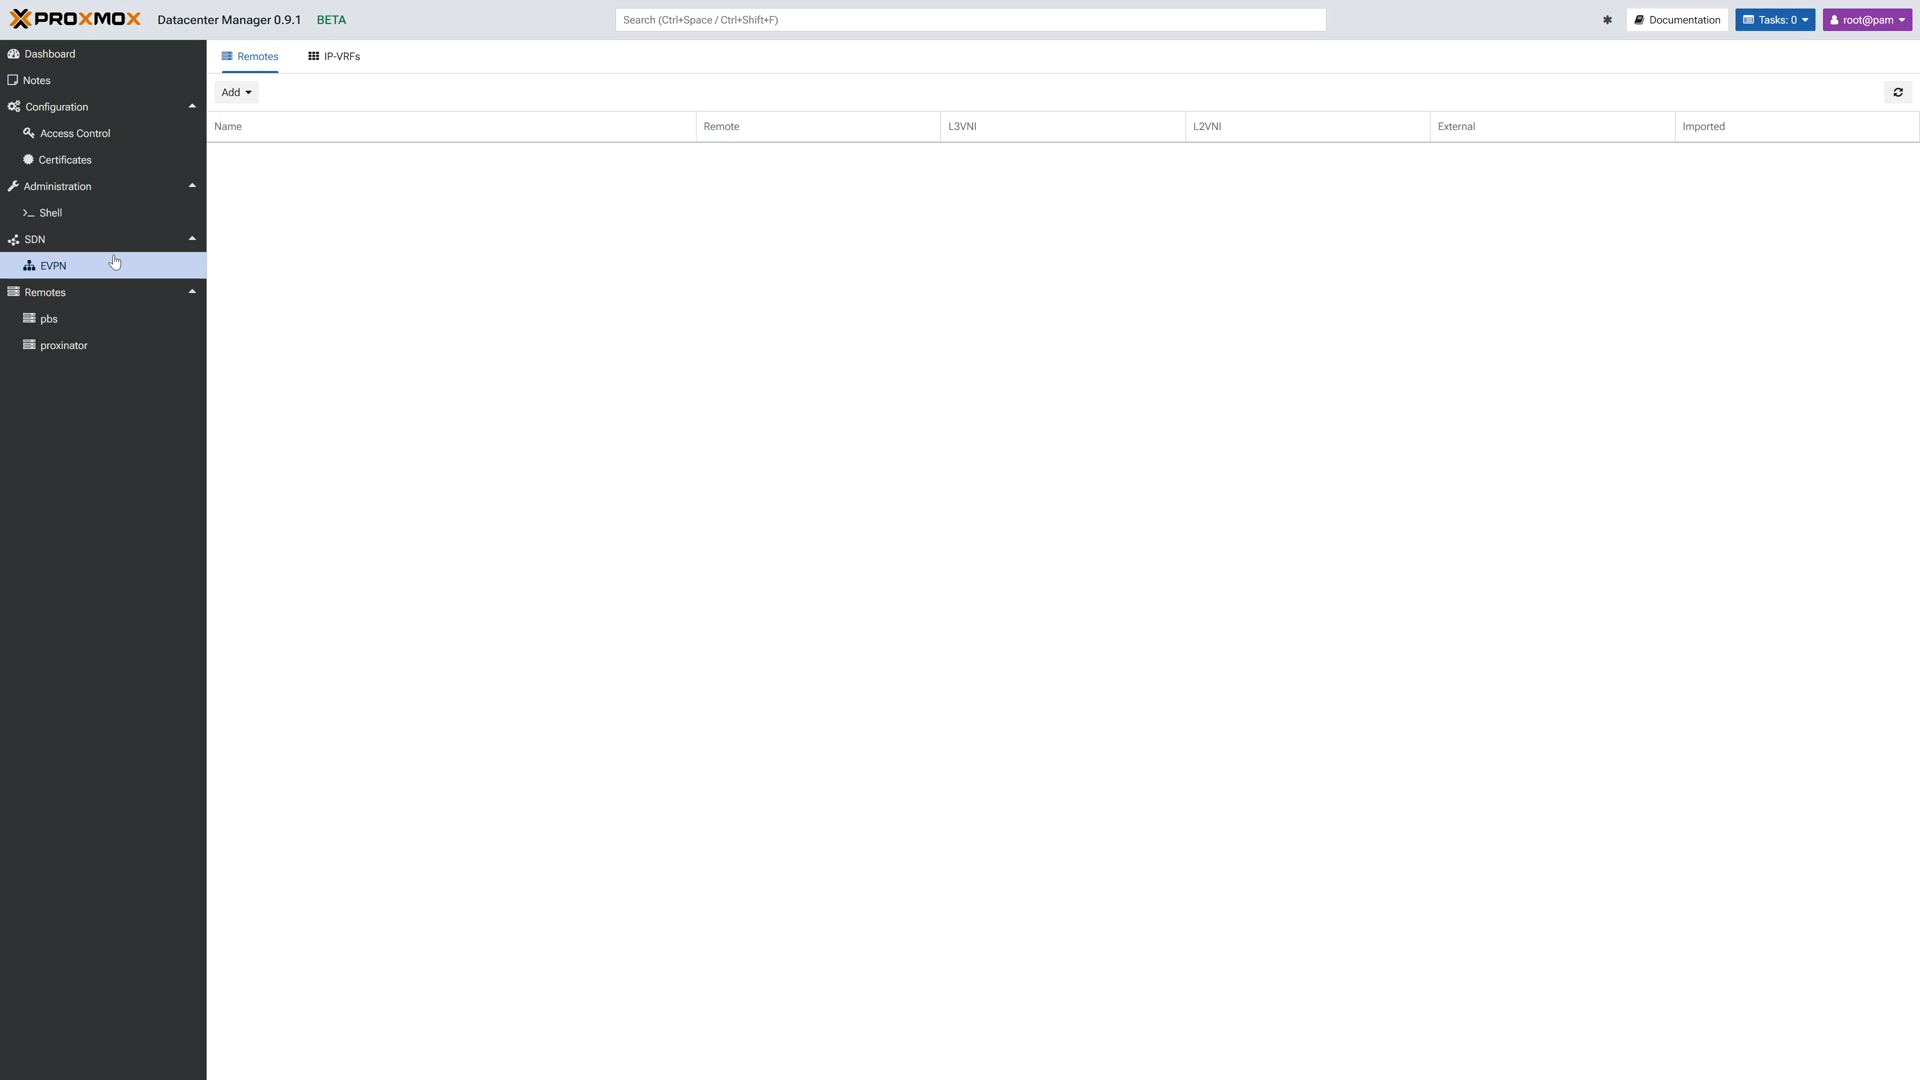 PROXMOX Datacenter Manager 0.9.1 BETA
Search (Ctrl+Space / Ctrl+Shift+F)
Documentation
Tasks: 0
root@pam
Dashboard
Notes
Configuration
Access Control
Certificates
Administration
Shell
SDN
EVPN
Remotes
pbs
proxinator
Remotes
IP-VRFs
Add
Name
Remote
L3VNI
L2VNI
External
Imported